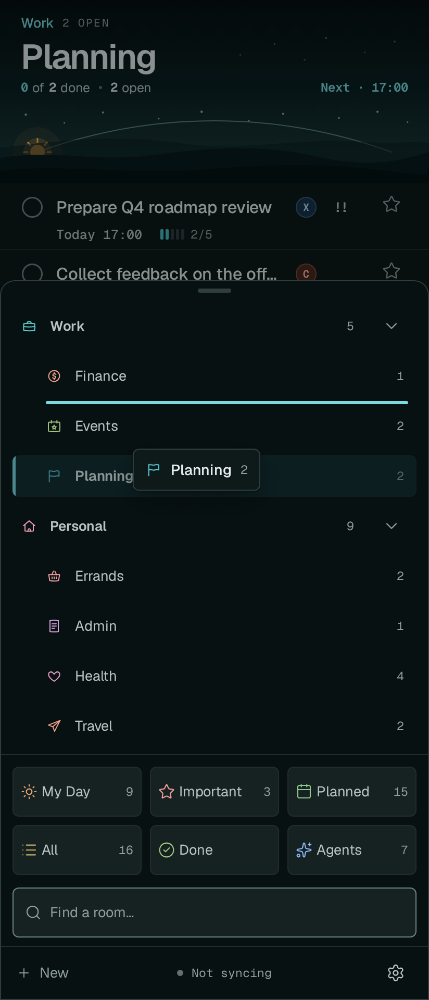 Work 2 OPEN
Planning
0 of 2 done · 2 open
Next · 17:00
Prepare Q4 roadmap review X !!
Today 17:00 2/5
Collect feedback on the off… C
Work 5
Finance 1
Events 2
Planning 2
Planning 2
Personal 9
Errands 2
Admin 1
Health 4
Travel 2
My Day 9
Important 3
Planned 15
All 16
Done
Agents 7
Find a room…
+ New
Not syncing